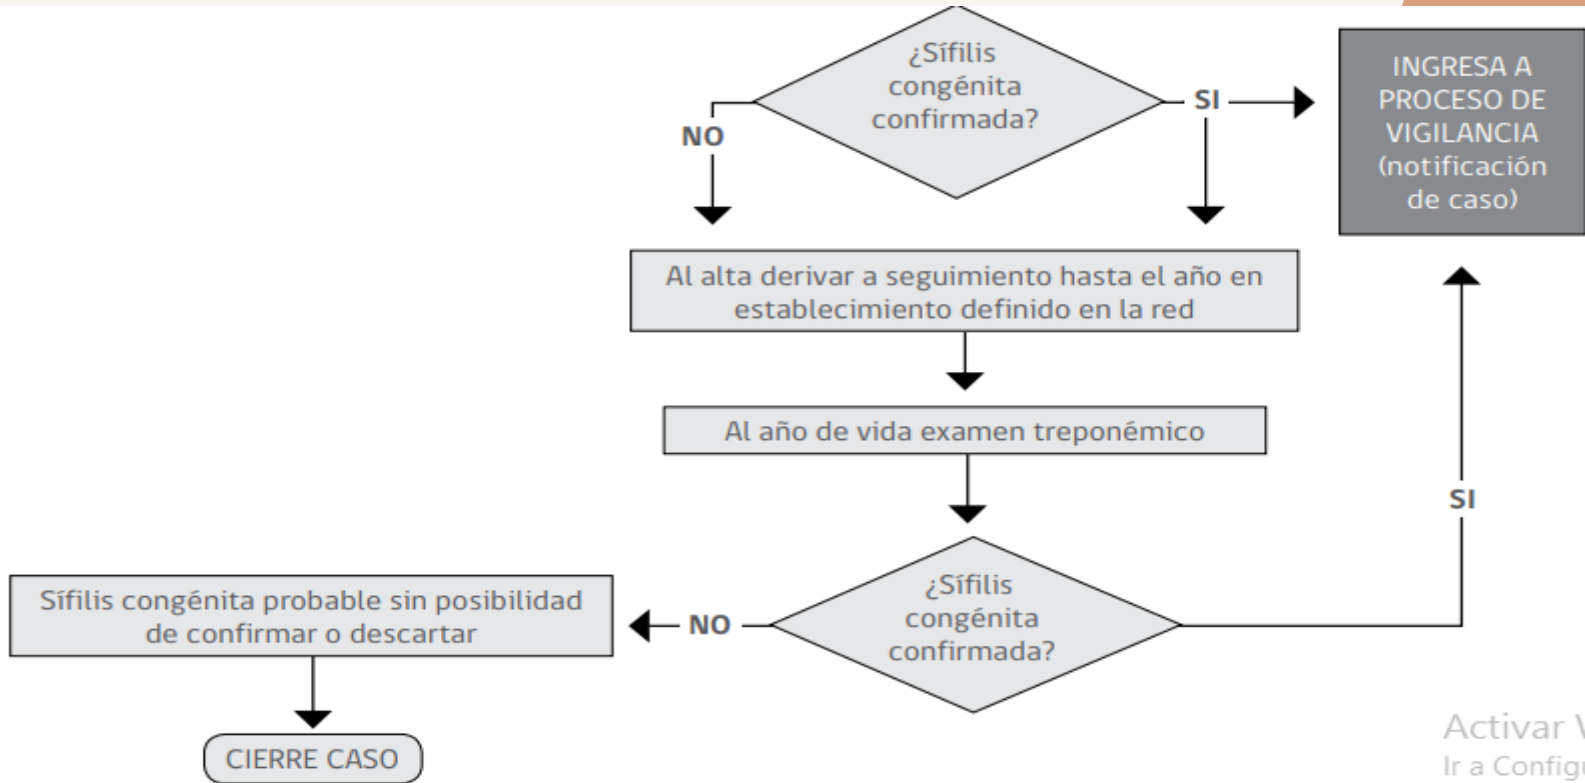 ¿Sífilis
congénita
confirmada?
NO
SI
INGRESA A
PROCESO DE
VIGILANCIA
(notificación
de caso)
Al alta derivar a seguimiento hasta el año en
establecimiento definido en la red
Al año de vida examen treponémico
SI
¿Sífilis
congénita
confirmada?
NO
Sífilis congénita probable sin posibilidad
de confirmar o descartar
CIERRE CASO
Activar
Ir a